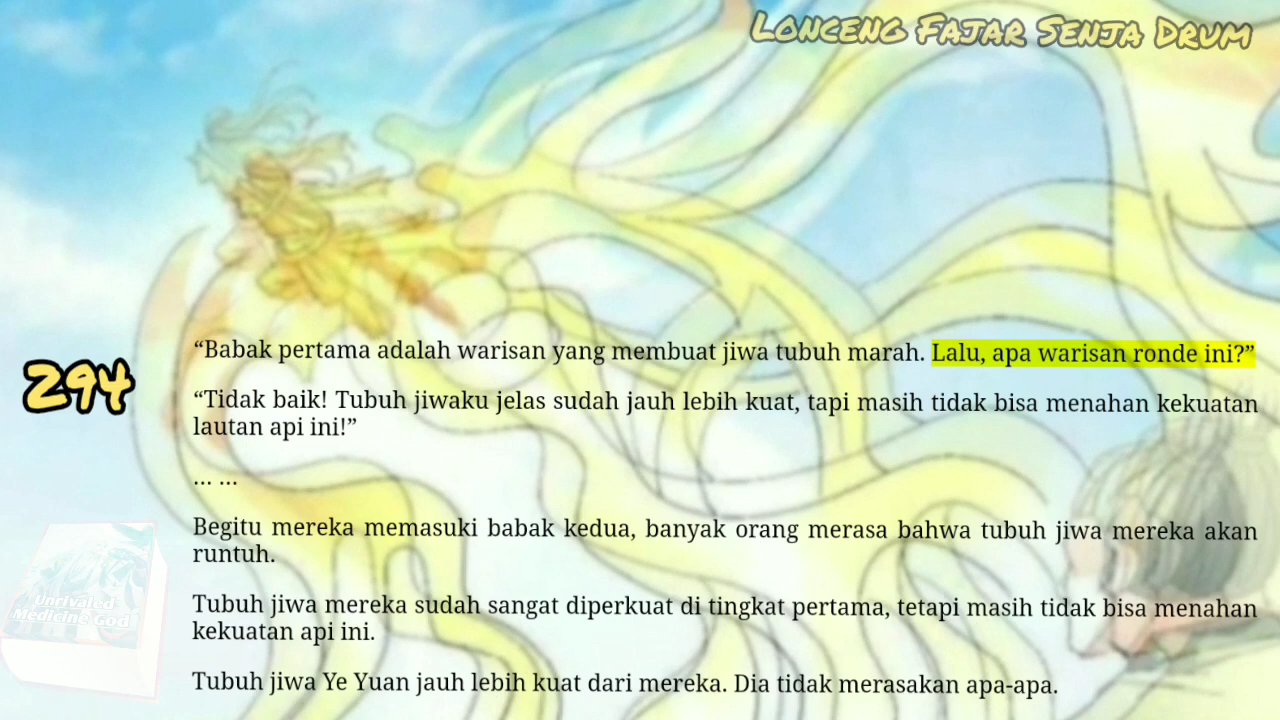 Lonceng Fajar Senja Drum
“Babak pertama adalah warisan yang membuat jiwa tubuh marah. Lalu, apa warisan ronde ini?”
294
“Tidak baik! Tubuh jiwaku jelas sudah jauh lebih kuat, tapi masih tidak bisa menahan kekuatan
lautan api ini!”
... ...
Begitu mereka memasuki babak kedua, banyak orang merasa bahwa tubuh jiwa mereka akan
runtuh.
Tubuh jiwa mereka sudah sangat diperkuat di tingkat pertama, tetapi masih tidak bisa menahan
kekuatan api ini.
Unrivaled
Medicine God
Tubuh jiwa Ye Yuan jauh lebih kuat dari mereka. Dia tidak merasakan apa-apa.